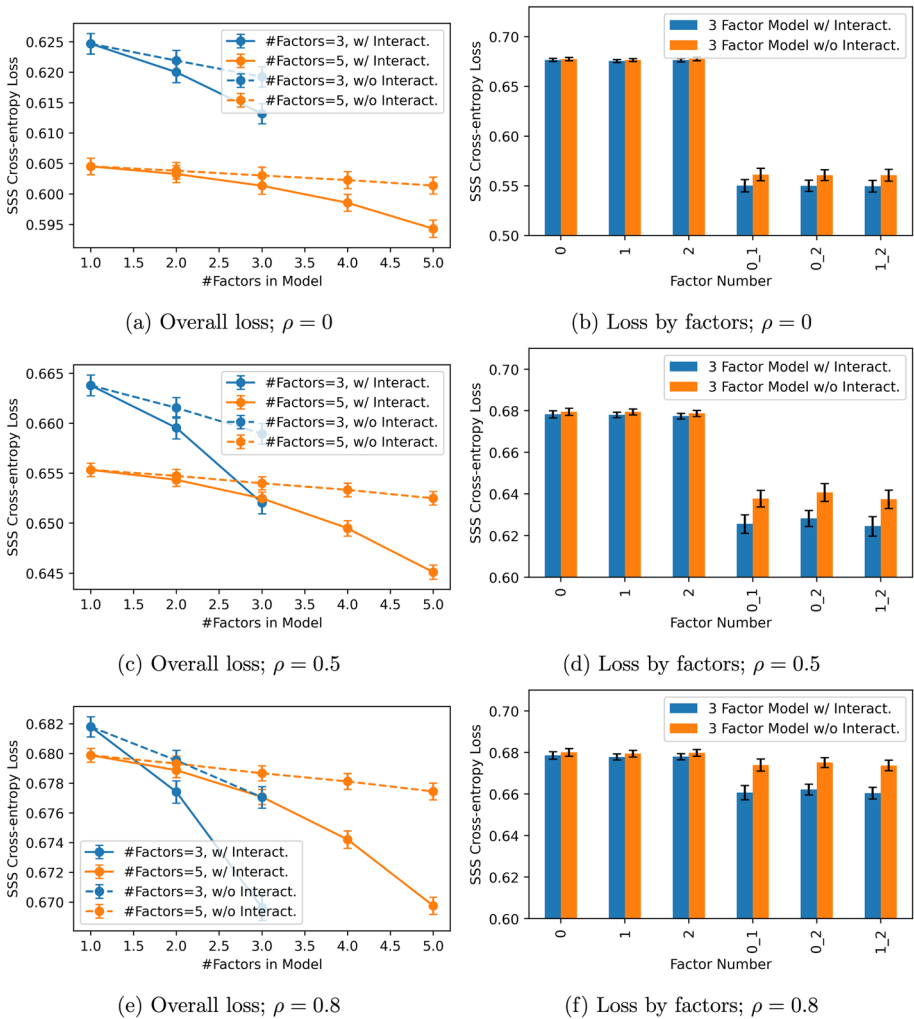 SSS Cross-entropy Loss
0.625
0.620
0.615
0.610
0.605
0.600
0.595
#Factors=3, w/ Interact.
#Factors=5, w/ Interact.
#Factors=3, w/o Interact.
#Factors=5, w/o Interact.
1.0 1.5 2.0 2.5 3.0 3.5 4.0 4.5 5.0
#Factors in Model
(a) Overall loss; ρ = 0
SSS Cross-entropy Loss
0.70
0.65
0.60
0.55
0.50
3 Factor Model w/ Interact.
3 Factor Model w/o Interact.
0 1 2 0_1 0_2 1_2
Factor Number
(b) Loss by factors; ρ = 0
SSS Cross-entropy Loss
0.665
0.660
0.655
0.650
0.645
#Factors=3, w/ Interact.
#Factors=5, w/ Interact.
#Factors=3, w/o Interact.
#Factors=5, w/o Interact.
1.0 1.5 2.0 2.5 3.0 3.5 4.0 4.5 5.0
#Factors in Model
(c) Overall loss; ρ = 0.5
SSS Cross-entropy Loss
0.70
0.68
0.66
0.64
0.62
0.60
3 Factor Model w/ Interact.
3 Factor Model w/o Interact.
0 1 2 0_1 0_2 1_2
Factor Number
(d) Loss by factors; ρ = 0.5
SSS Cross-entropy Loss
0.682
0.680
0.678
0.676
0.674
0.672
0.670
#Factors=3, w/ Interact.
#Factors=5, w/ Interact.
#Factors=3, w/o Interact.
#Factors=5, w/o Interact.
1.0 1.5 2.0 2.5 3.0 3.5 4.0 4.5 5.0
#Factors in Model
(e) Overall loss; ρ = 0.8
SSS Cross-entropy Loss
0.70
0.68
0.66
0.64
0.62
0.60
3 Factor Model w/ Interact.
3 Factor Model w/o Interact.
0 1 2 0_1 0_2 1_2
Factor Number
(f) Loss by factors; ρ = 0.8